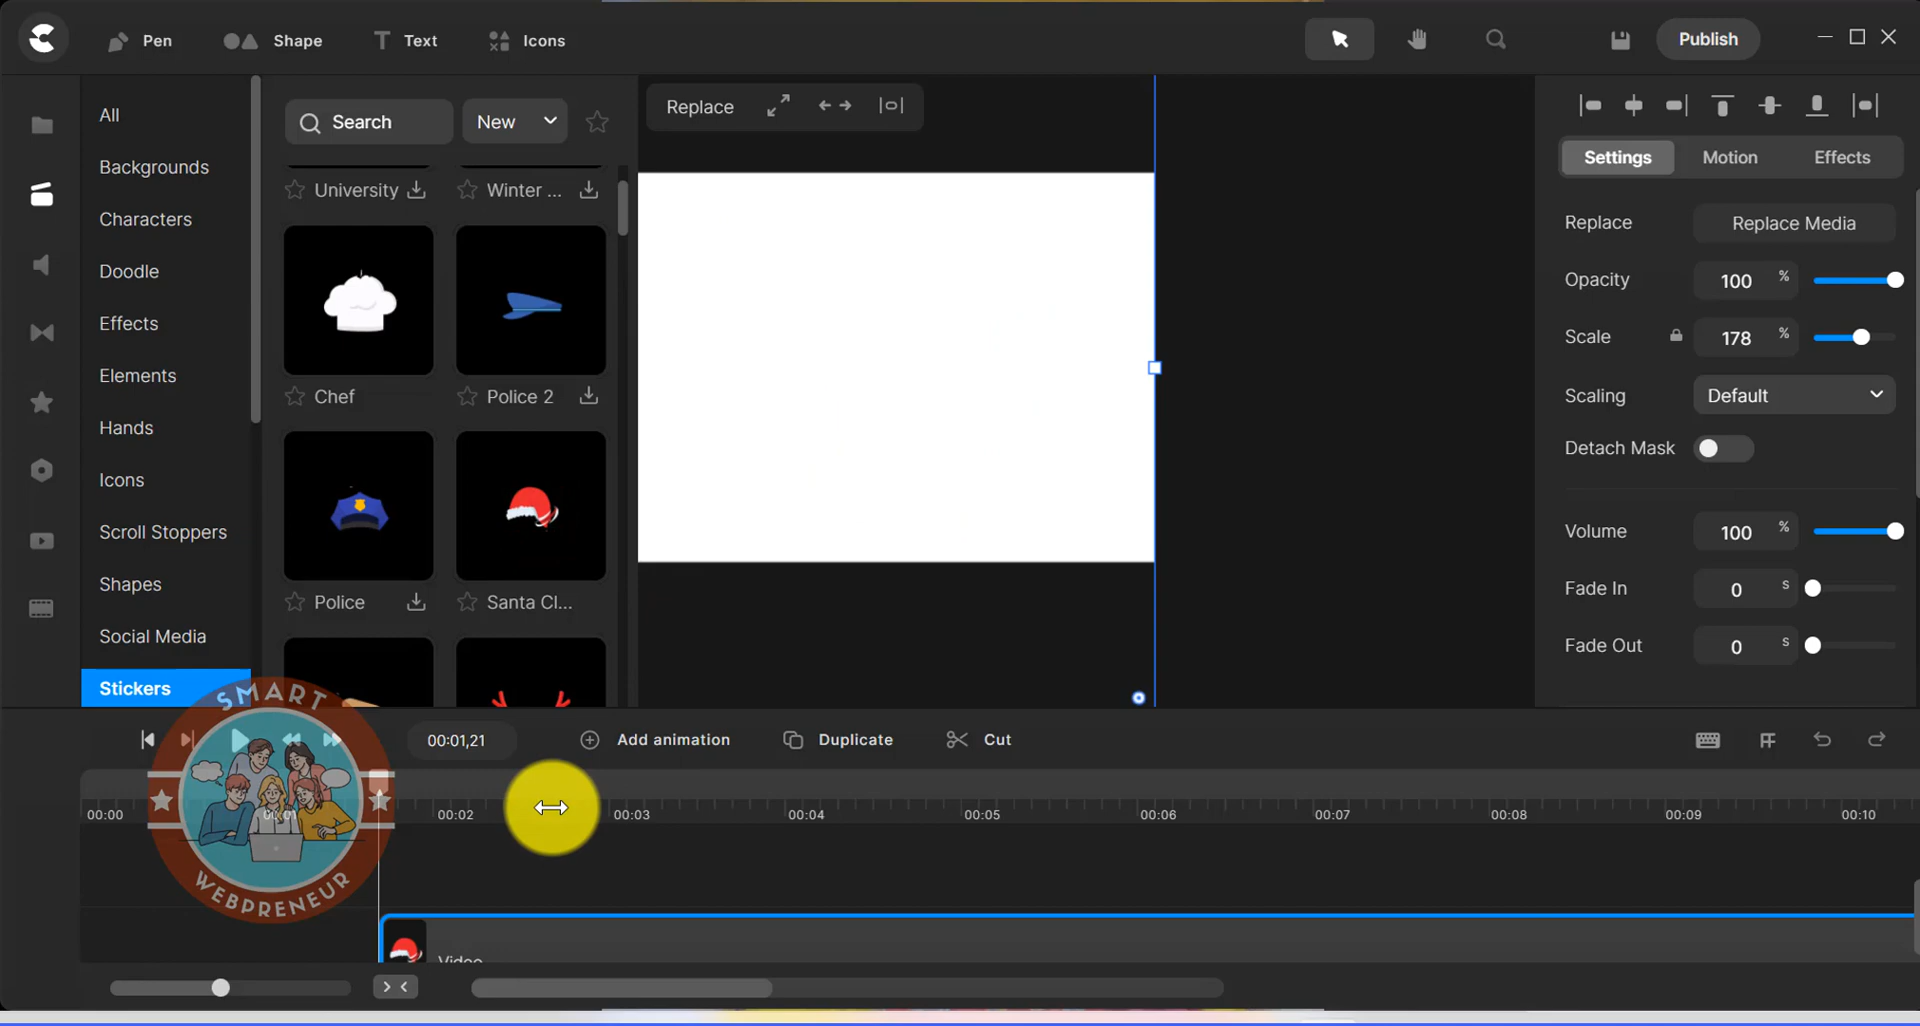 Pen
Shape
Text
Icons
Publish
All
Backgrounds
Characters
Doodle
Effects
Elements
Hands
Icons
Scroll Stoppers
Shapes
Social Media
Stickers
Search
New
University
Winter ...
Chef
Police 2
Police
Santa Cl...
Replace
Settings
Motion
Effects
Replace
Replace Media
Opacity
100 %
Scale
178 %
Scaling
Default
Detach Mask
Volume
100 %
Fade In
0 s
Fade Out
0 s
SMART
WEBPRENEUR
00:01,21
Add animation
Duplicate
Cut
00:00
00:01
00:02
00:03
00:04
00:05
00:06
00:07
00:08
00:09
00:10
Video